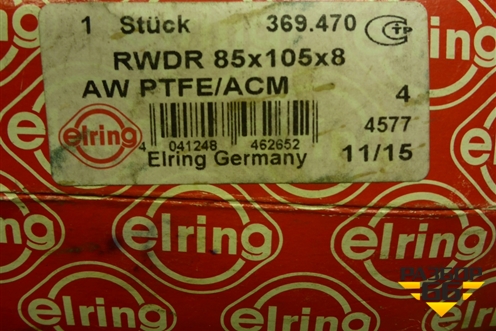 1 Stück 369.470
RWDR 85x105x8
AW PTFE/ACM 4
elring
4 041248 462652
4577
Elring Germany 11/15
elring
elring
elring
elring
elring
elring